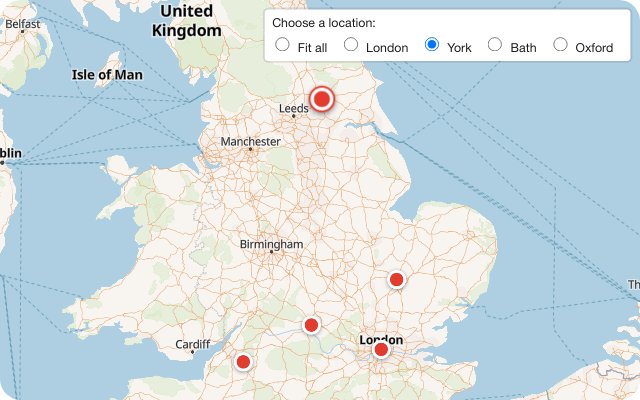 Belfast
United
Kingdom
Choose a location:
Fit all London York Bath Oxford
Isle of Man
Leeds
Manchester
blin
Birmingham
Th
Cardiff
London